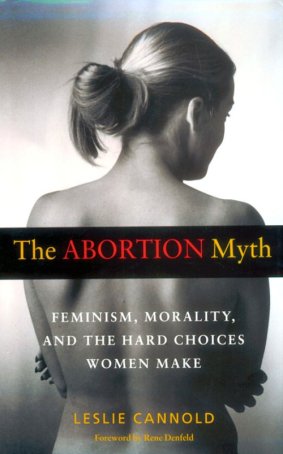 The ABORTION Myth
FEMINISM, MORALITY,
AND THE HARD CHOICES
WOMEN MAKE
LESLIE CANNOLD
Foreword by Rene Denfeld